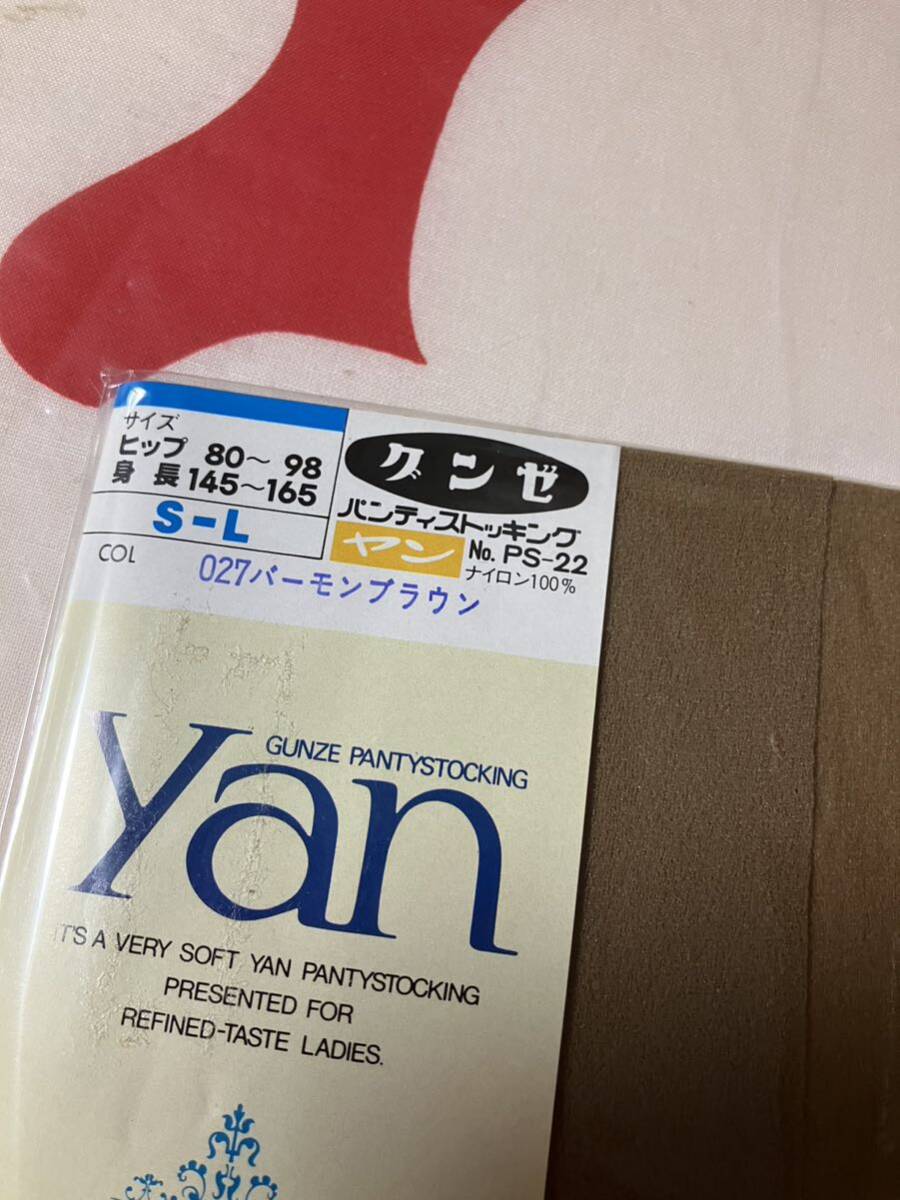 サイズ
ヒップ 80～98
身長 145～165
S-L
グンゼ
パンティストッキング
ヤン No. PS-22
ナイロン100%
COL 027バーモンブラウン
GUNZE PANTYSTOCKING
Yan
IT'S A VERY SOFT YAN PANTYSTOCKING
PRESENTED FOR
REFINED-TASTE LADIES.